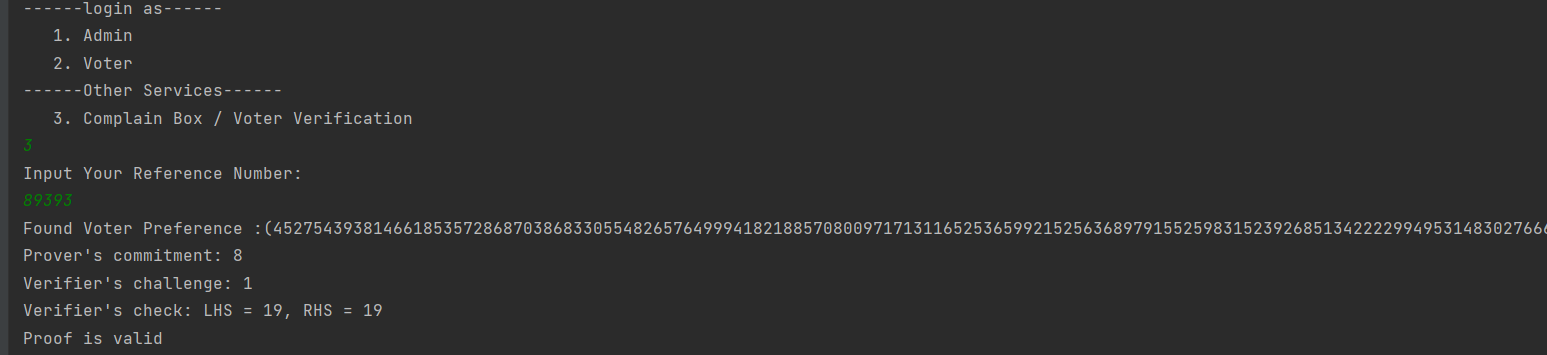 ------login as------
1. Admin
2. Voter
------Other Services------
3. Complain Box / Voter Verification
3
Input Your Reference Number:
89393
Found Voter Preference :(4527543938146618535728687038683305548265764999418218857080097171311652536599215256368979155259831523926851342222994953148302766
Prover's commitment: 8
Verifier's challenge: 1
Verifier's check: LHS = 19, RHS = 19
Proof is valid